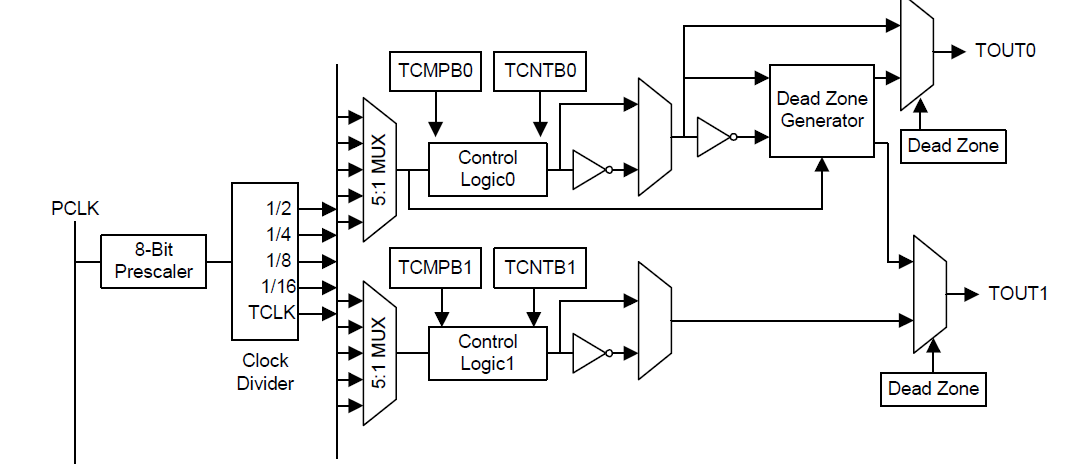 TCMPB0
TCNTB0
TOUT0
Dead Zone
Generator
Dead Zone
5:1 MUX
Control
Logic0
PCLK
8-Bit
Prescaler
1/2
1/4
1/8
1/16
TCLK
Clock
Divider
TCMPB1
TCNTB1
5:1 MUX
Control
Logic1
TOUT1
Dead Zone